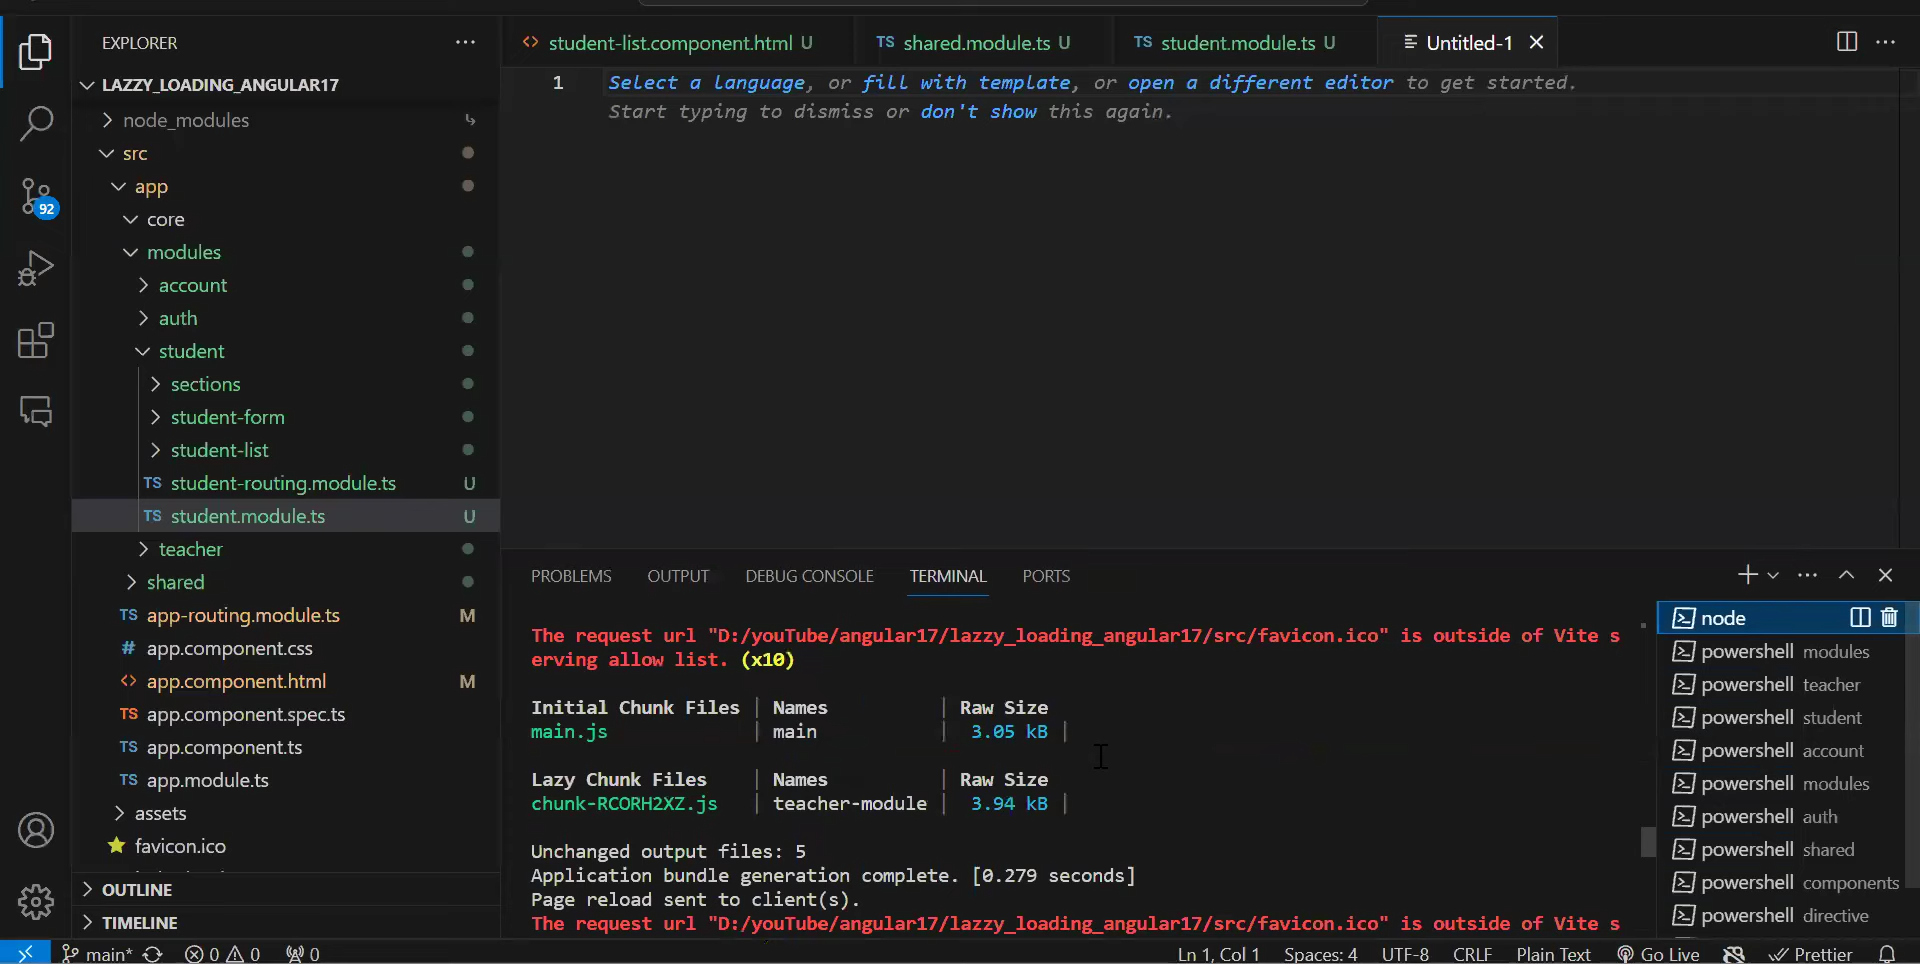 EXPLORER
LAZZY_LOADING_ANGULAR17
node_modules
src
app
core
modules
account
auth
student
sections
student-form
student-list
TS student-routing.module.ts U
TS student.module.ts U
teacher
shared
TS app-routing.module.ts M
# app.component.css
<> app.component.html M
TS app.component.spec.ts
TS app.component.ts
TS app.module.ts
assets
favicon.ico
OUTLINE
TIMELINE
92
<> student-list.component.html U
TS shared.module.ts U
TS student.module.ts U
Untitled-1
1 Select a language, or fill with template, or open a different editor to get started.
Start typing to dismiss or don't show this again.
PROBLEMS OUTPUT DEBUG CONSOLE TERMINAL PORTS
The request url "D:/youTube/angular17/lazzy_loading_angular17/src/favicon.ico" is outside of Vite s
erving allow list. (x10)
Initial Chunk Files | Names | Raw Size
main.js | main | 3.05 kB |
Lazy Chunk Files | Names | Raw Size
chunk-RCORH2XZ.js | teacher-module | 3.94 kB |
Unchanged output files: 5
Application bundle generation complete. [0.279 seconds]
Page reload sent to client(s).
The request url "D:/youTube/angular17/lazzy_loading_angular17/src/favicon.ico" is outside of Vite s
node
powershell modules
powershell teacher
powershell student
powershell account
powershell modules
powershell auth
powershell shared
powershell components
powershell directive
main* 0 0 0 Ln 1, Col 1 Spaces: 4 UTF-8 CRLF Plain Text Go Live Prettier